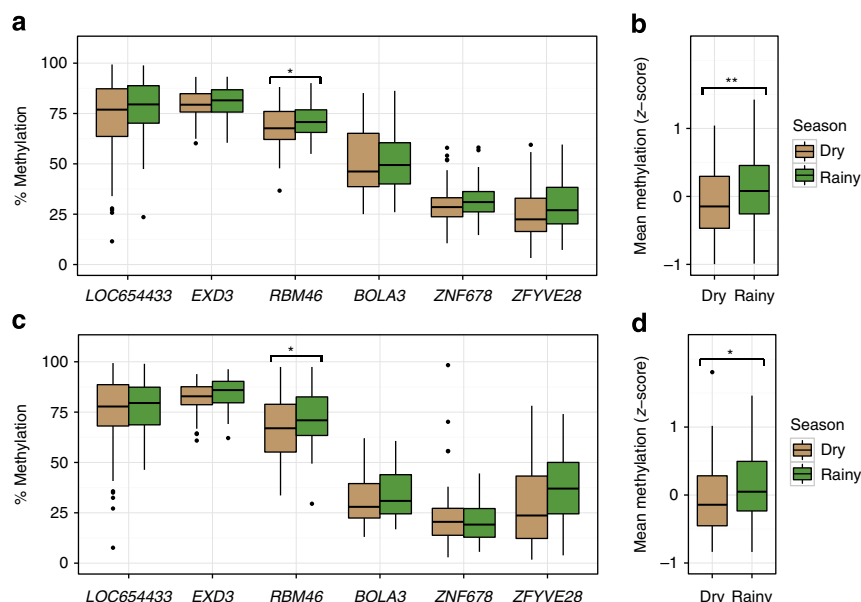 a
% Methylation
100
75
50
25
0
*
LOC654433 EXD3 RBM46 BOLA3 ZNF678 ZFYVE28
b
Mean methylation (z–score)
1
0
−1
**
Dry Rainy
Season
Dry
Rainy
c
% Methylation
100
75
50
25
0
*
LOC654433 EXD3 RBM46 BOLA3 ZNF678 ZFYVE28
d
Mean methylation (z–score)
1
0
−1
*
Dry Rainy
Season
Dry
Rainy